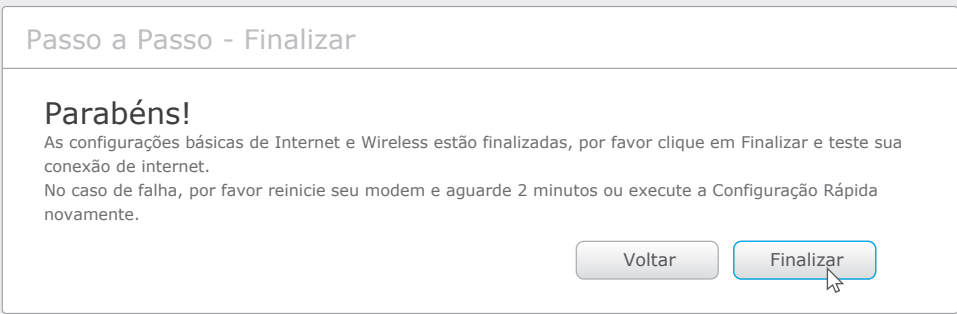 Passo a Passo - Finalizar
Parabéns!
As configurações básicas de Internet e Wireless estão finalizadas, por favor clique em Finalizar e teste sua
conexão de internet.
No caso de falha, por favor reinicie seu modem e aguarde 2 minutos ou execute a Configuração Rápida
novamente.
Voltar
Finalizar